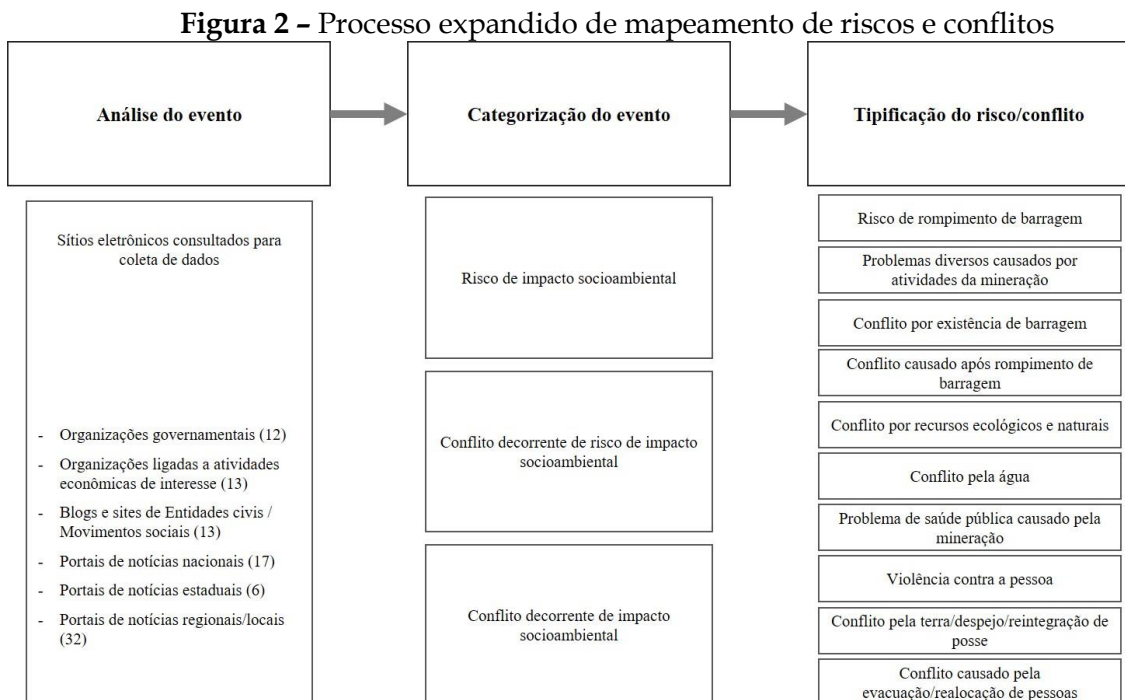 Figura 2 – Processo expandido de mapeamento de riscos e conflitos
Análise do evento
Categorização do evento
Tipificação do risco/conflito
Sítios eletrônicos consultados para
coleta de dados
- Organizações governamentais (12)
- Organizações ligadas a atividades
econômicas de interesse (13)
- Blogs e sites de Entidades civis /
Movimentos sociais (13)
- Portais de notícias nacionais (17)
- Portais de notícias estaduais (6)
- Portais de notícias regionais/locais
(32)
Risco de impacto socioambiental
Conflito decorrente de risco de impacto
socioambiental
Conflito decorrente de impacto
socioambiental
Risco de rompimento de barragem
Problemas diversos causados por
atividades da mineração
Conflito por existência de barragem
Conflito causado após rompimento de
barragem
Conflito por recursos ecológicos e naturais
Conflito pela água
Problema de saúde pública causado pela
mineração
Violência contra a pessoa
Conflito pela terra/despejo/reintegração de
posse
Conflito causado pela
evacuação/realocação de pessoas